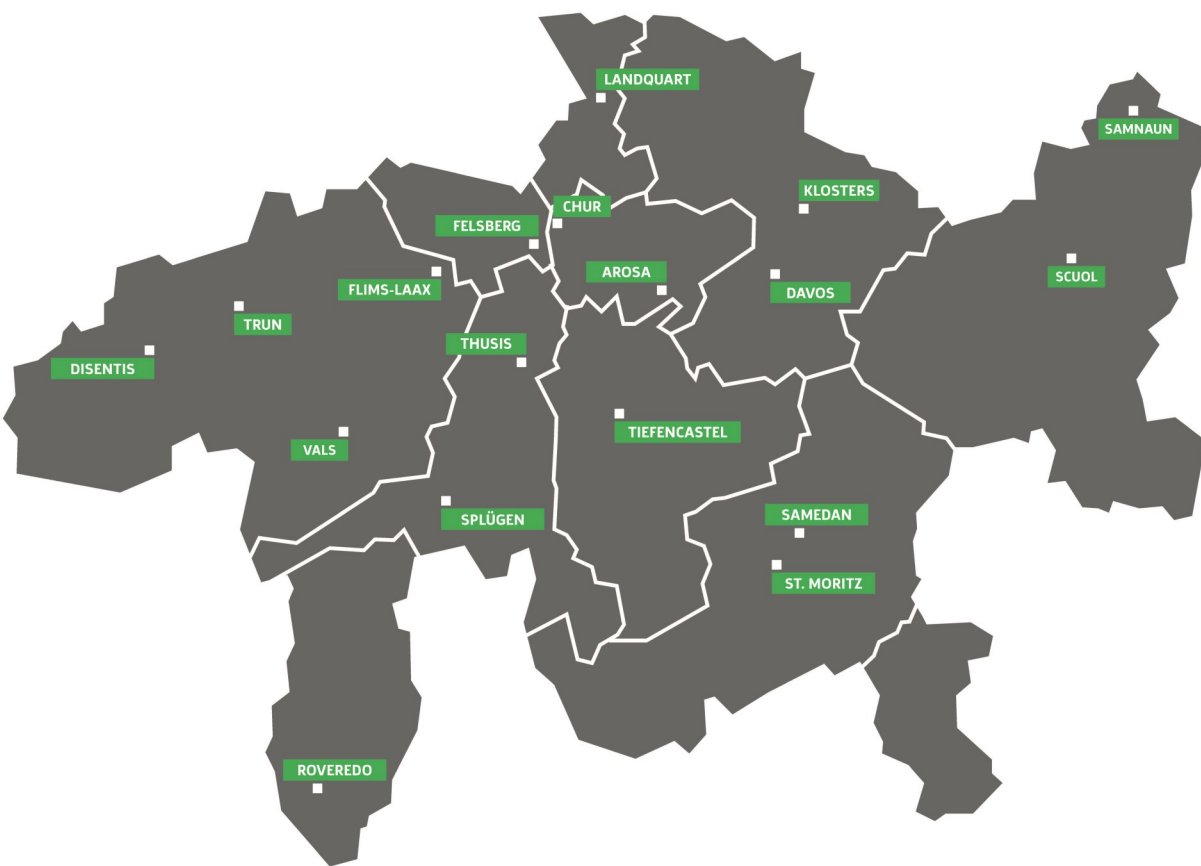 LANDQUART
SAMNAUN
KLOSTERS
CHUR
FELSBERG
AROSA
SCUOL
FLIMS-LAAX
DAVOS
TRUN
THUSIS
DISENTIS
TIEFENCASTEL
VALS
SAMEDAN
SPLÜGEN
ST. MORITZ
ROVEREDO